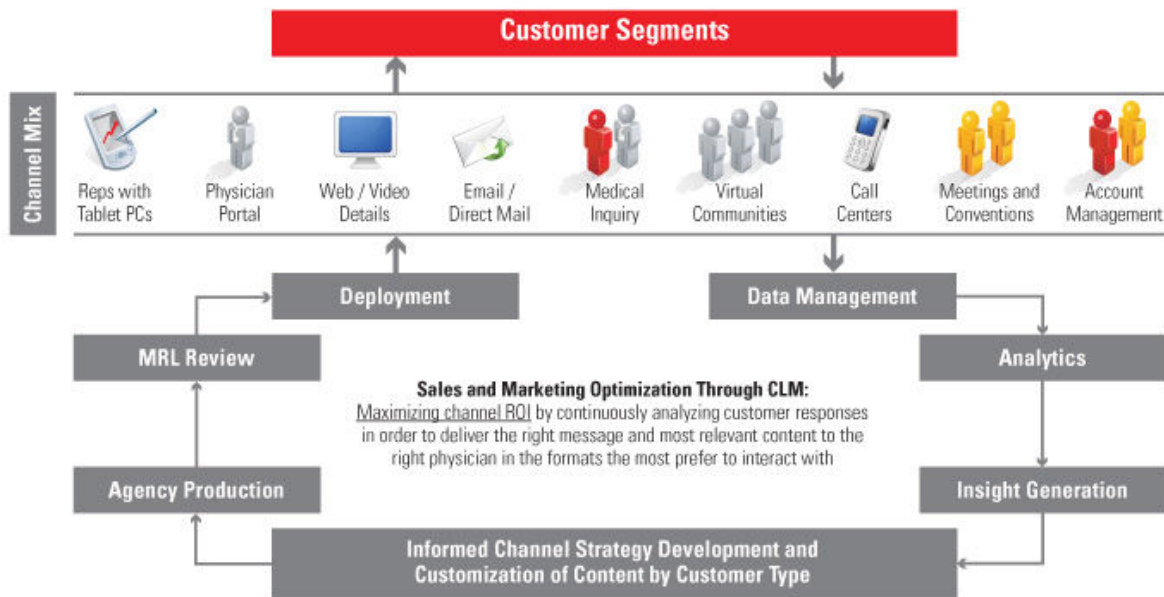 Customer Segments
Channel Mix
Reps with
Tablet PCs
Physician
Portal
Web / Video
Details
Email /
Direct Mail
Medical
Inquiry
Virtual
Communities
Call
Centers
Meetings and
Conventions
Account
Management
Deployment
Data Management
MRL Review
Analytics
Sales and Marketing Optimization Through CLM:
Maximizing channel ROI by continuously analyzing customer responses
in order to deliver the right message and most relevant content to the
right physician in the formats the most prefer to interact with
Agency Production
Insight Generation
Informed Channel Strategy Development and
Customization of Content by Customer Type